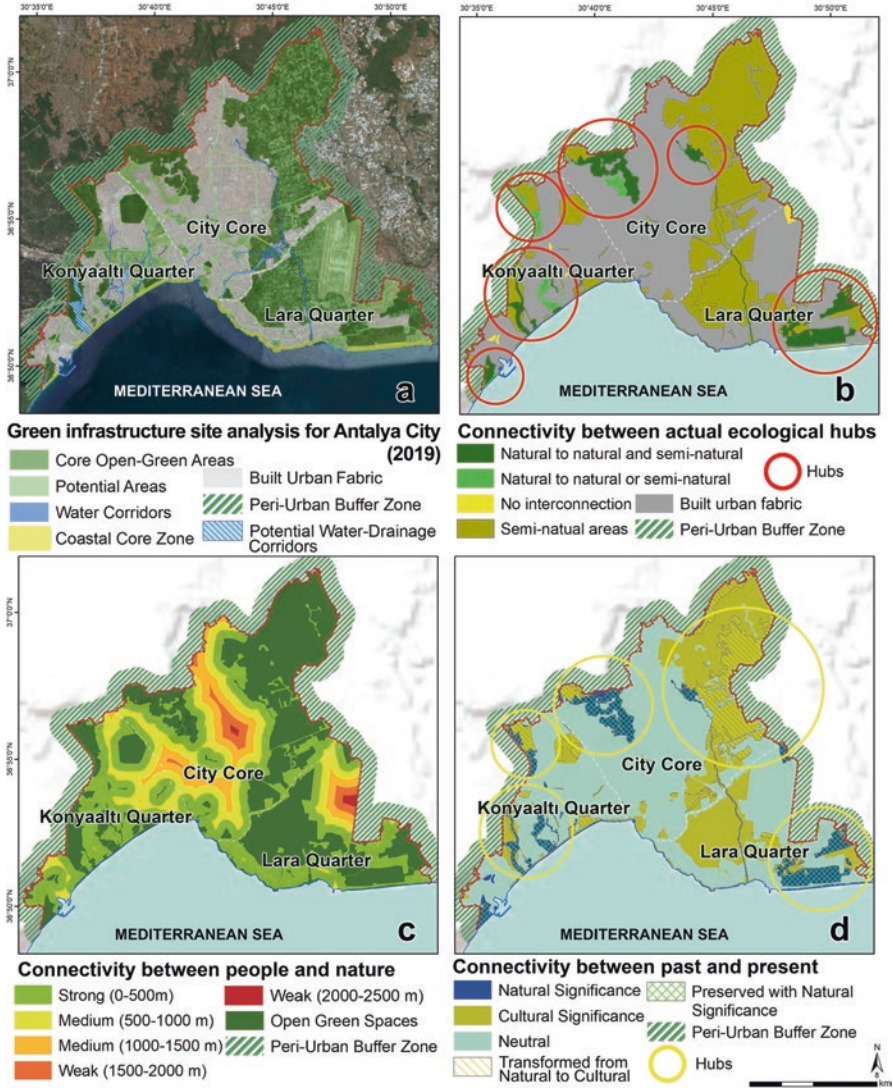 30°35'0"E
30°40'0"E
30°45'0"E
30°50'0"E
30°35'0"E
30°40'0"E
30°45'0"E
30°50'0"E
37°0'0"N
36°55'0"N
36°50'0"N
City Core
Konyaaltı Quarter
Lara Quarter
MEDITERRANEAN SEA
a
City Core
Konyaaltı Quarter
Lara Quarter
MEDITERRANEAN SEA
b
Green infrastructure site analysis for Antalya City
(2019)
Core Open-Green Areas
Potential Areas
Water Corridors
Coastal Core Zone
Built Urban Fabric
Peri-Urban Buffer Zone
Potential Water-Drainage
Corridors
Connectivity between actual ecological hubs
Natural to natural and semi-natural
Natural to natural or semi-natural
No interconnection
Semi-natual areas
Hubs
Built urban fabric
Peri-Urban Buffer Zone
37°0'0"N
36°55'0"N
36°50'0"N
City Core
Konyaaltı Quarter
Lara Quarter
MEDITERRANEAN SEA
c
City Core
Konyaaltı Quarter
Lara Quarter
MEDITERRANEAN SEA
d
Connectivity between people and nature
Strong (0-500m)
Medium (500-1000 m)
Medium (1000-1500 m)
Weak (1500-2000 m)
Weak (2000-2500 m)
Open Green Spaces
Peri-Urban Buffer Zone
Connectivity between past and present
Natural Significance
Cultural Significance
Neutral
Transformed from
Natural to Cultural
Preserved with Natural
Significance
Peri-Urban Buffer Zone
Hubs
N
8
km